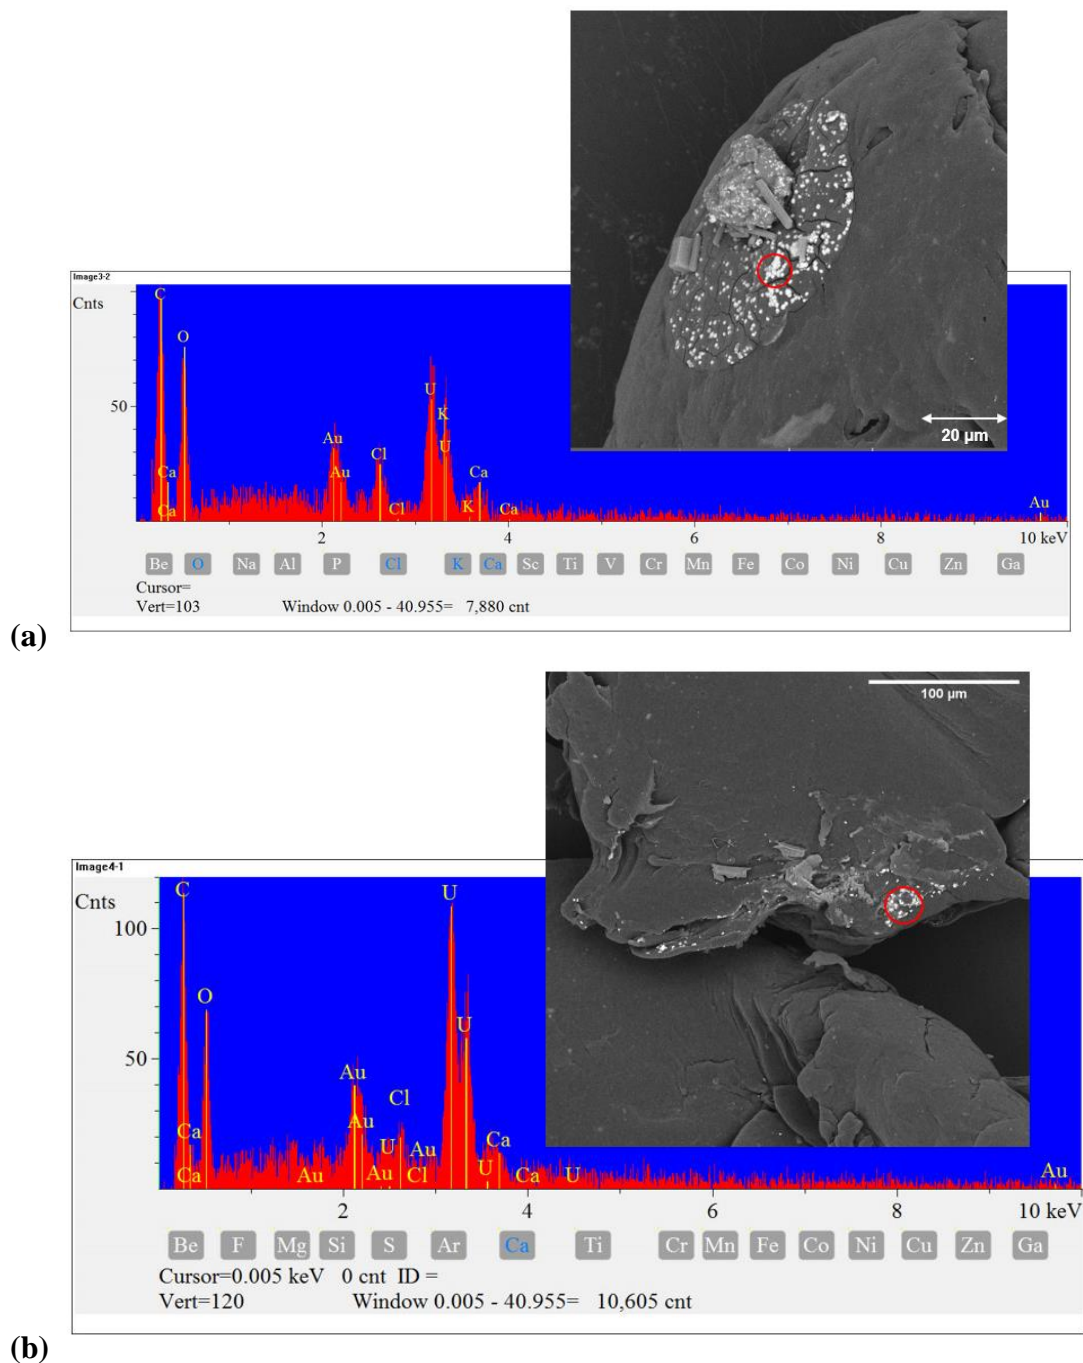 20 µm
Image3-2
Cnts
C
O
50
Ca
Ca
Au
Au
Cl
Cl
U
K
U
K
Ca
Ca
Au
2 4 6 8 10 keV
Be O Na Al P Cl K Ca Sc Ti V Cr Mn Fe Co Ni Cu Zn Ga
Cursor=
Vert=103 Window 0.005 - 40.955= 7,880 cnt
(a)
100 µm
Image4-1
Cnts
C
100
O
50
Ca
Ca
Au
Au
Au
Au
U
Cl
Au
Cl
U
U
U
Ca
Ca
U
Au
2 4 6 8 10 keV
Be F Mg Si S Ar Ca Ti Cr Mn Fe Co Ni Cu Zn Ga
Cursor=0.005 keV 0 cnt ID =
Vert=120 Window 0.005 - 40.955= 10,605 cnt
(b)